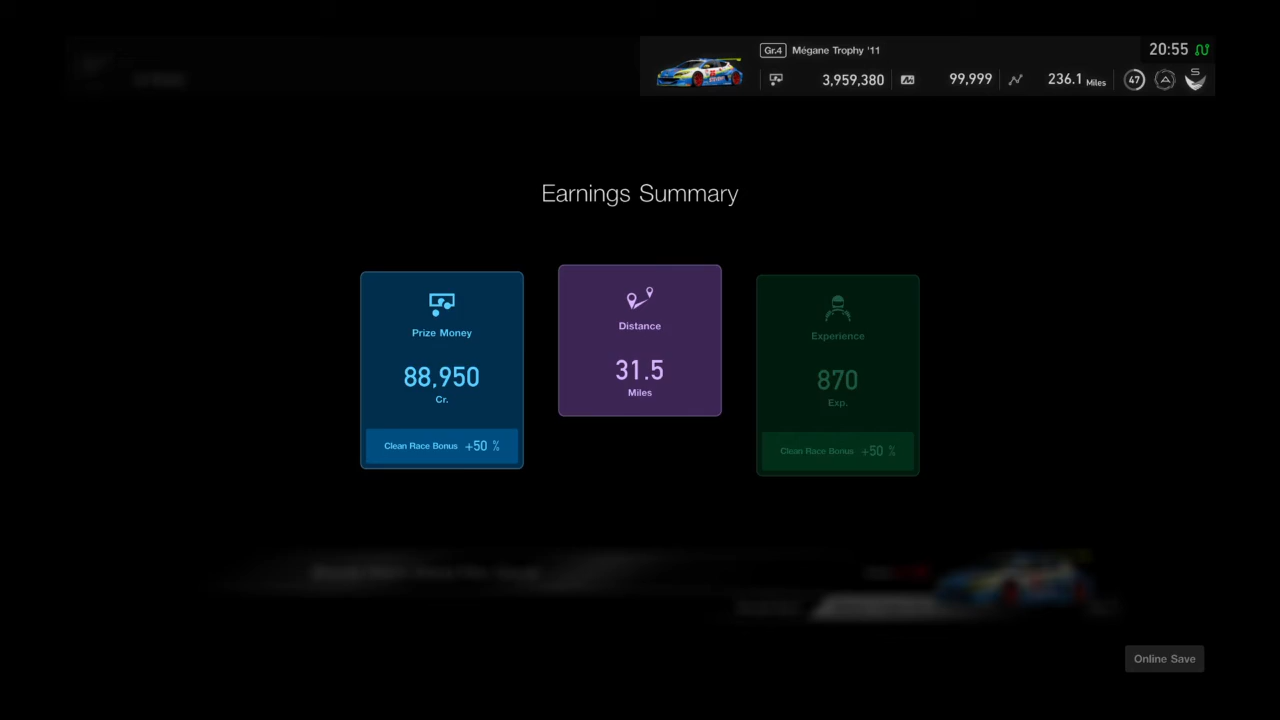 Gr.4 Mégane Trophy '11
20:55
3,959,380 99,999 236.1 Miles 47 A S
Earnings Summary
Prize Money
88,950
Cr.
Clean Race Bonus +50 %
Distance
31.5
Miles
Experience
870
Exp.
Clean Race Bonus +50 %
Online Save